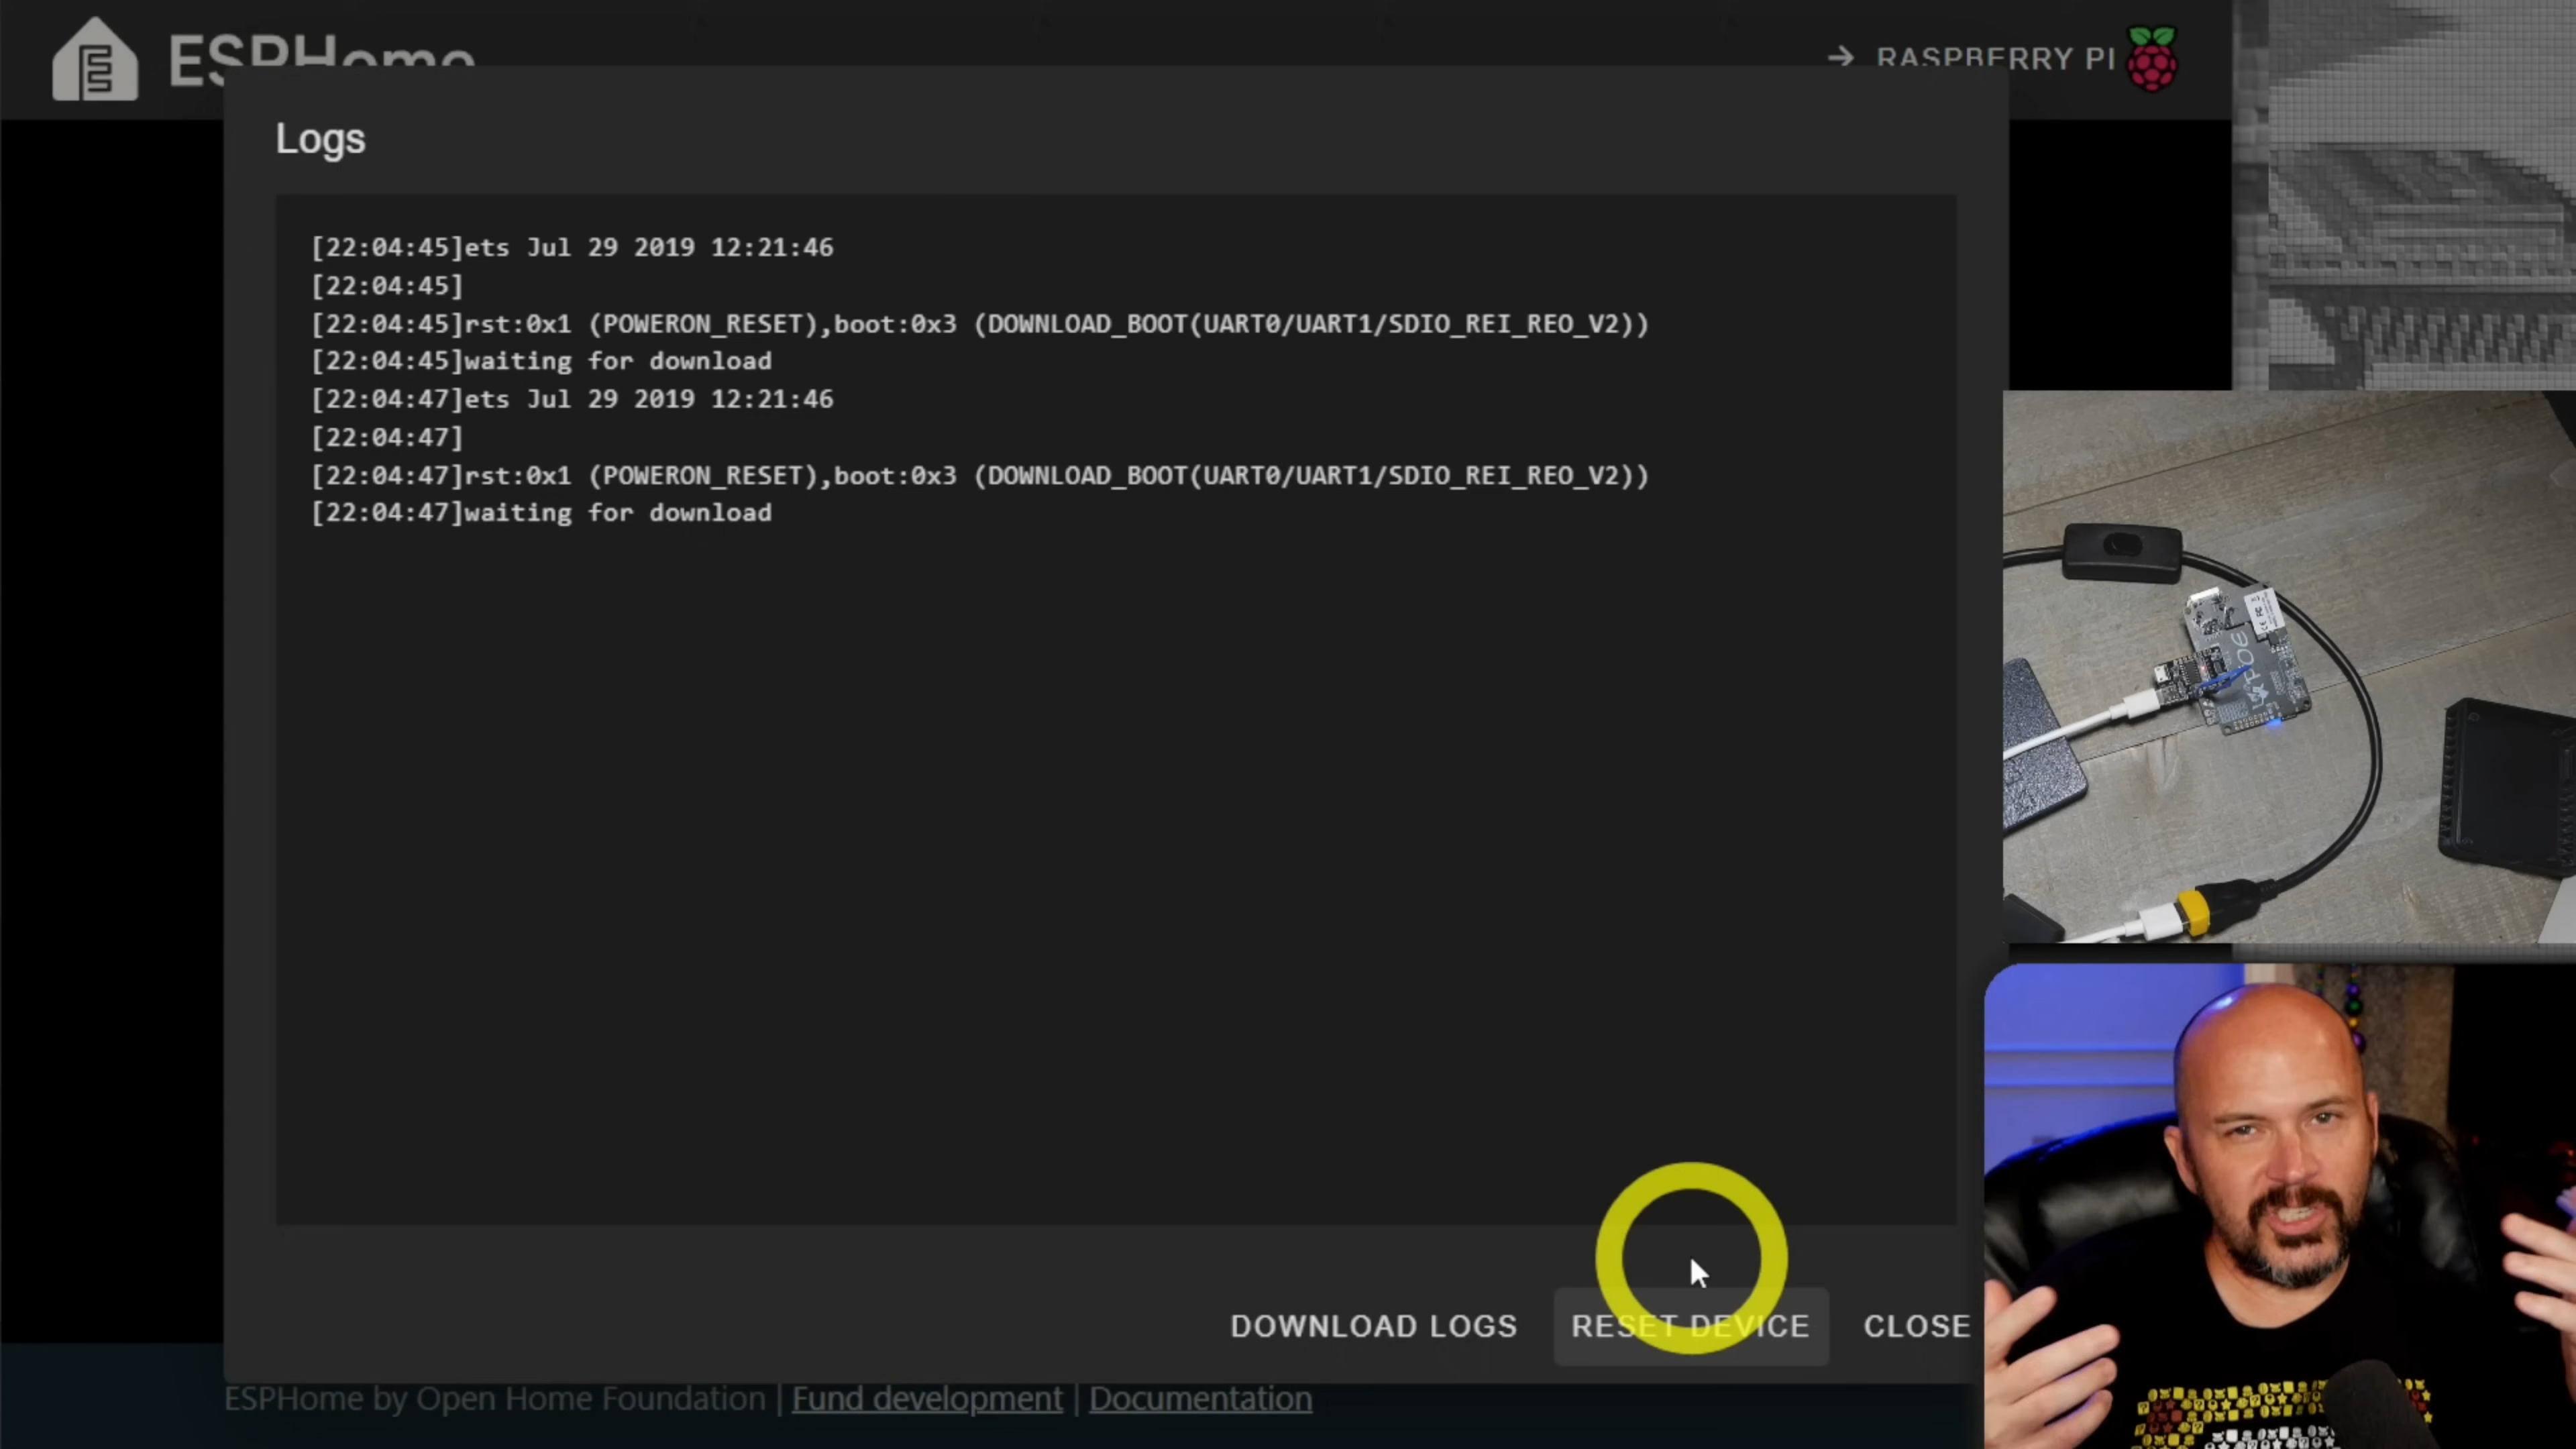 ESPHome
RASPBERRY PI
Logs
[22:04:45]ets Jul 29 2019 12:21:46
[22:04:45]
[22:04:45]rst:0x1 (POWERON_RESET),boot:0x3 (DOWNLOAD_BOOT(UART0/UART1/SDIO_REI_REO_V2))
[22:04:45]waiting for download
[22:04:47]ets Jul 29 2019 12:21:46
[22:04:47]
[22:04:47]rst:0x1 (POWERON_RESET),boot:0x3 (DOWNLOAD_BOOT(UART0/UART1/SDIO_REI_REO_V2))
[22:04:47]waiting for download
DOWNLOAD LOGS
RESET DEVICE
CLOSE
ESPHome by Open Home Foundation | Fund development | Documentation